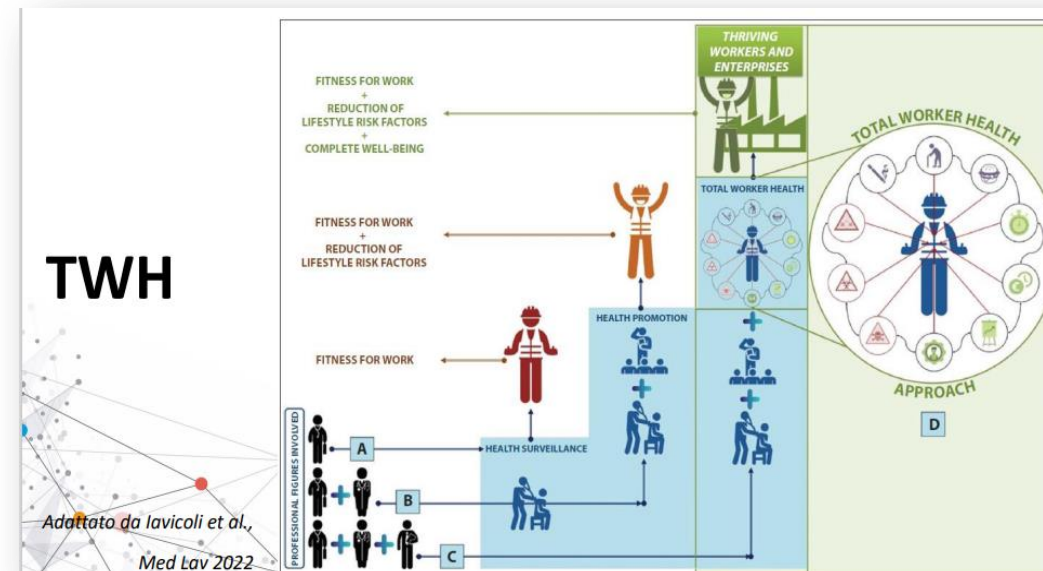 TWH
Adattato da Iavicoli et al.,
Med Lav 2022
THRIVING
WORKERS AND
ENTERPRISES
FITNESS FOR WORK
+
REDUCTION OF
LIFESTYLE RISK FACTORS
+
COMPLETE WELL-BEING
FITNESS FOR WORK
+
REDUCTION OF
LIFESTYLE RISK FACTORS
FITNESS FOR WORK
TOTAL WORKER HEALTH
HEALTH PROMOTION
HEALTH SURVEILLANCE
PROFESSIONAL FIGURES INVOLVED
A
B
C
TOTAL WORKER HEALTH
APPROACH
D